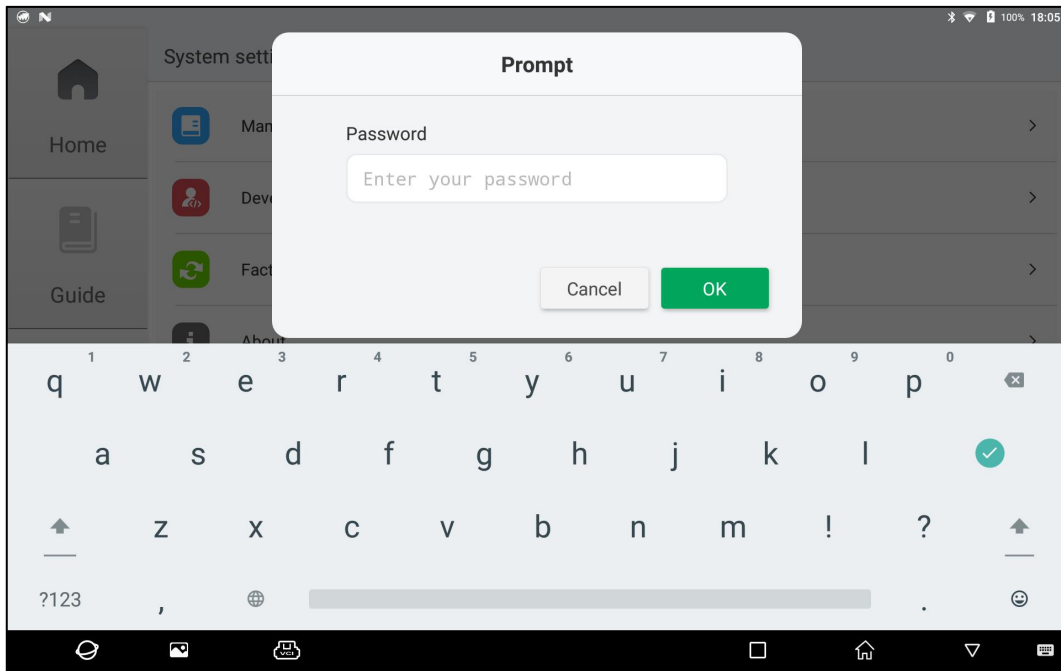 100% 18:05
System setti
Prompt
Home
Man
Password
Enter your password
Deve
Guide
Fact
Cancel
OK
About
1 2 3 4 5 6 7 8 9 0
q w e r t y u i o p
a s d f g h j k l
z x c v b n m ! ?
?123 , .
VCI